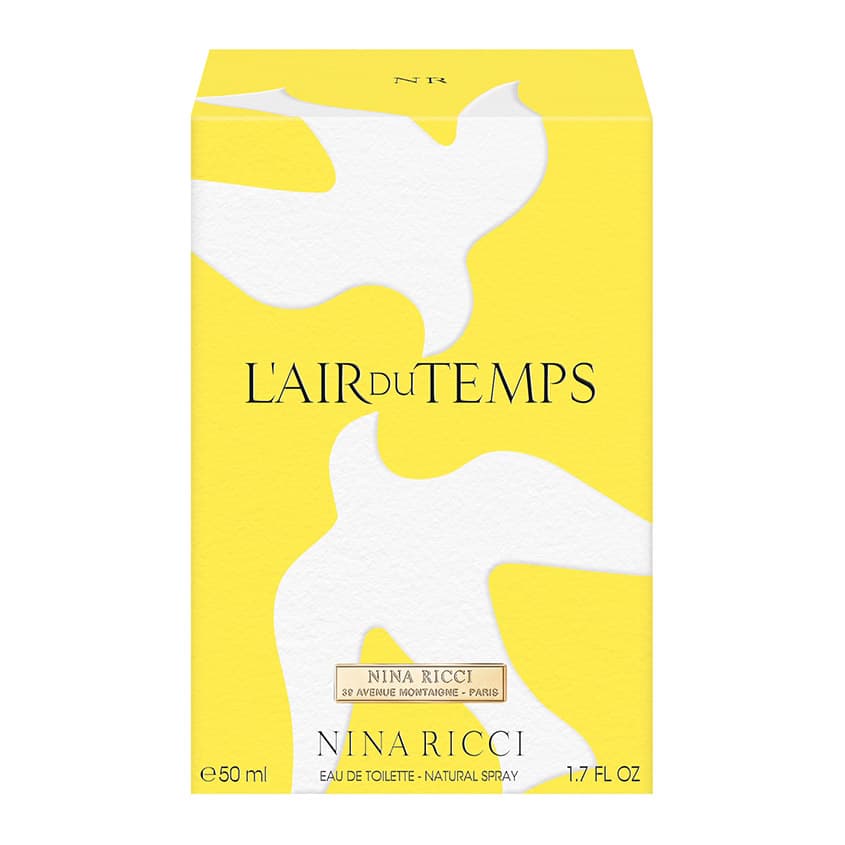 NR
L'AIR DU TEMPS
NINA RICCI
39 AVENUE MONTAIGNE - PARIS
NINA RICCI
EAU DE TOILETTE - NATURAL SPRAY
℮50 ml 1.7 FL OZ